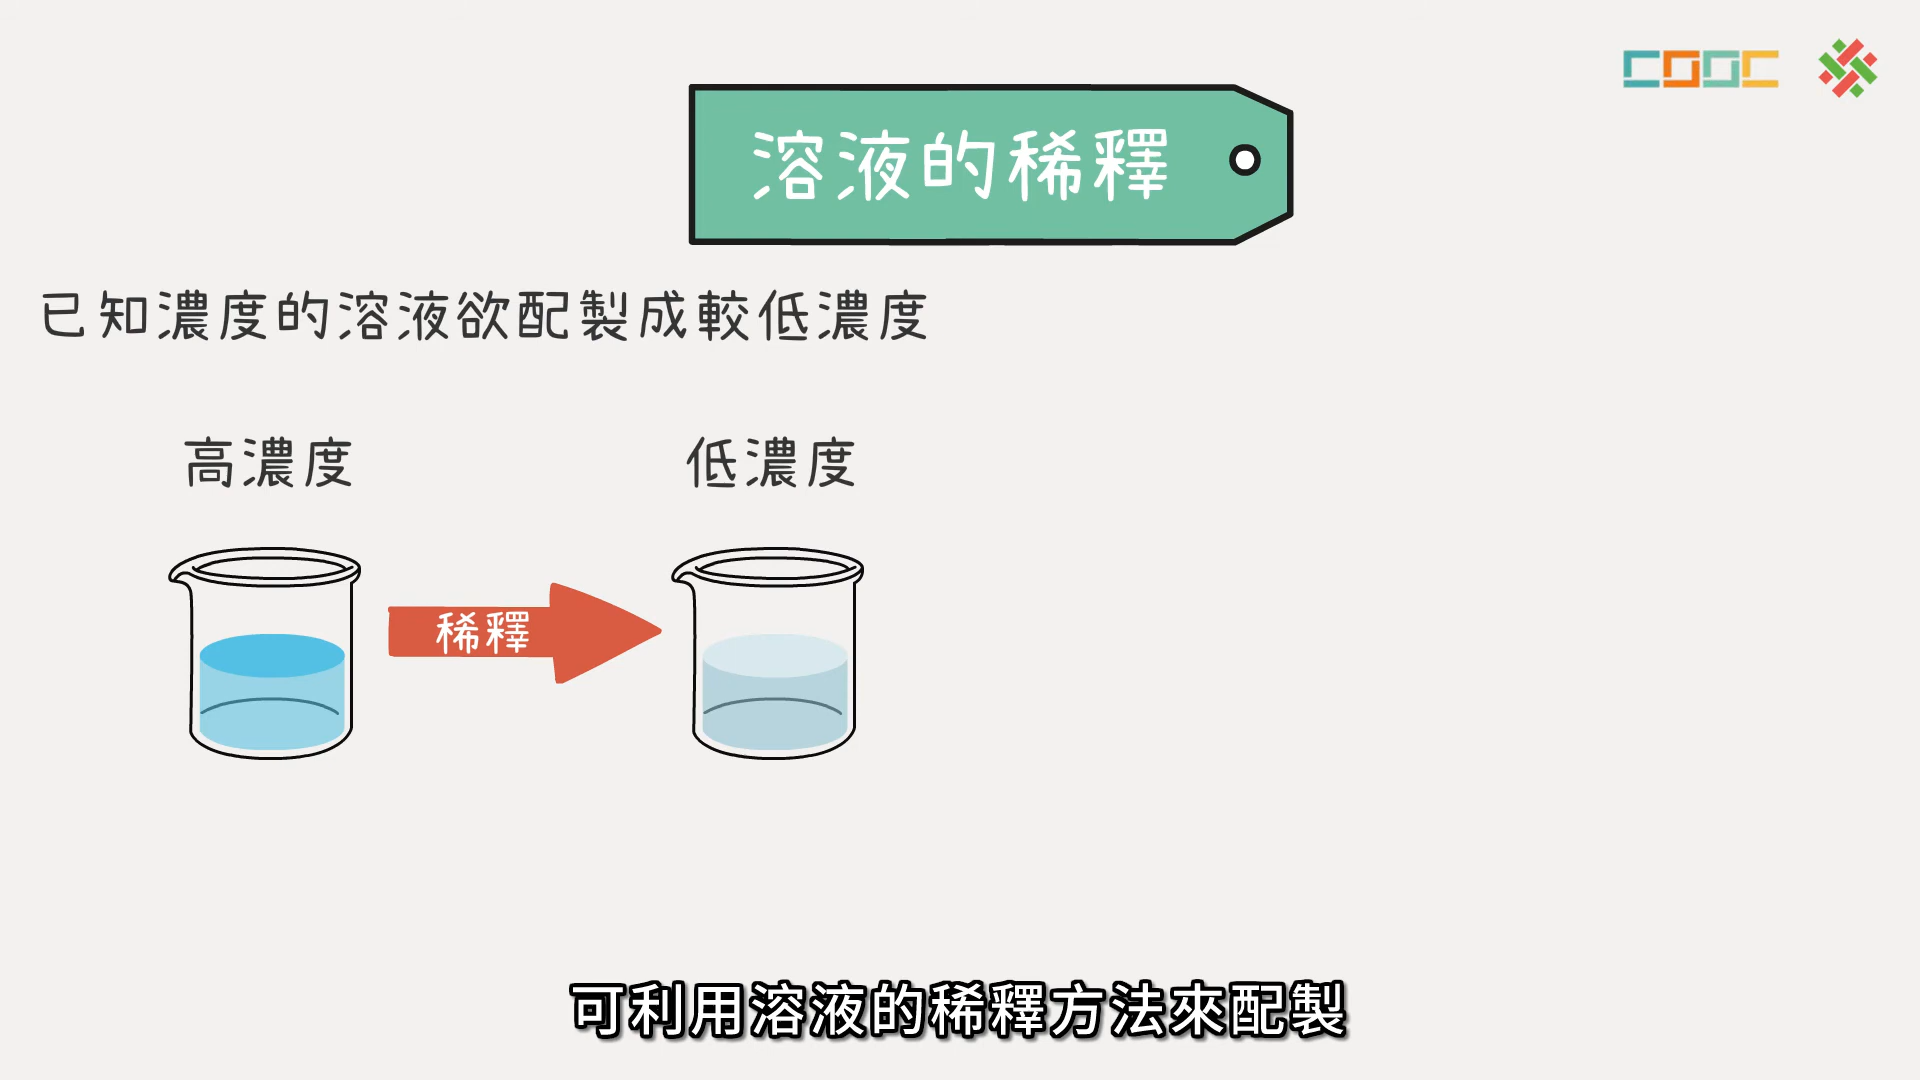 COOC
溶液的稀釋
已知濃度的溶液欲配製成較低濃度
高濃度
低濃度
稀釋
可利用溶液的稀釋方法來配製